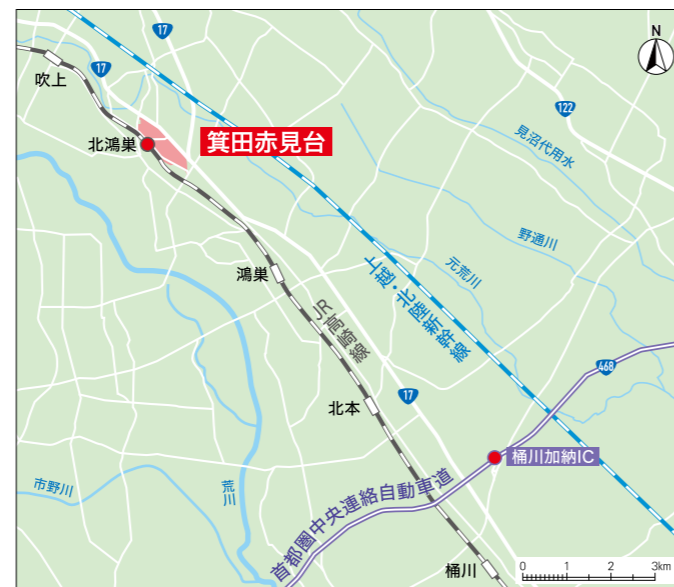 17
N
17
吹上
122
北鴻巣
箕田赤見台
見沼代用水
野通川
元荒川
鴻巣
上越・北陸新幹線
JR高崎線
468
17
北本
桶川加納IC
市野川
荒川
首都圏中央連絡自動車道
桶川
0 1 2 3km